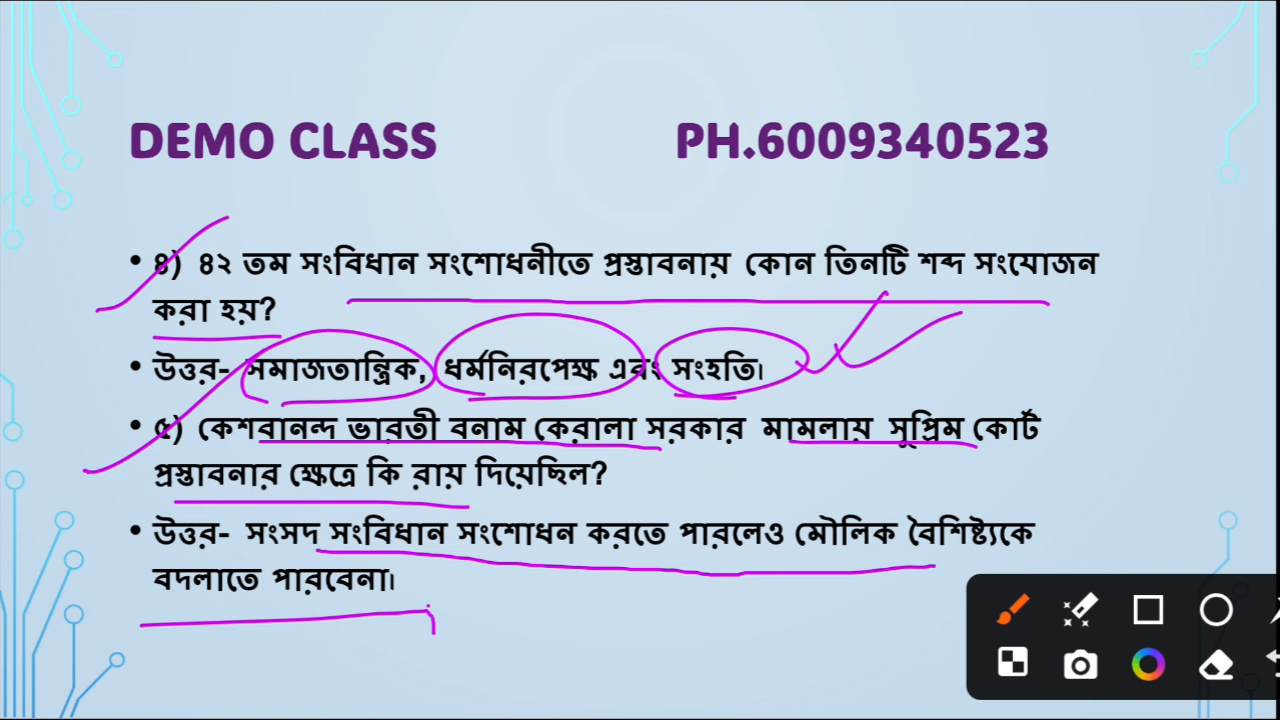 DEMO CLASS PH.6009340523
• ৪) ৪২ তম সংবিধান সংশোধনীতে প্রস্তাবনায় কোন তিনটি শব্দ সংযোজন
করা হয়?
• উত্তর- সমাজতান্ত্রিক, ধর্মনিরপেক্ষ এবং সংহতি।
• ৫) কেশবানন্দ ভারতী বনাম কেরালা সরকার মামলায় সুপ্রিম কোর্ট
প্রস্তাবনার ক্ষেত্রে কি রায় দিয়েছিল?
• উত্তর- সংসদ সংবিধান সংশোধন করতে পারলেও মৌলিক বৈশিষ্ট্যকে
বদলাতে পারবেনা।